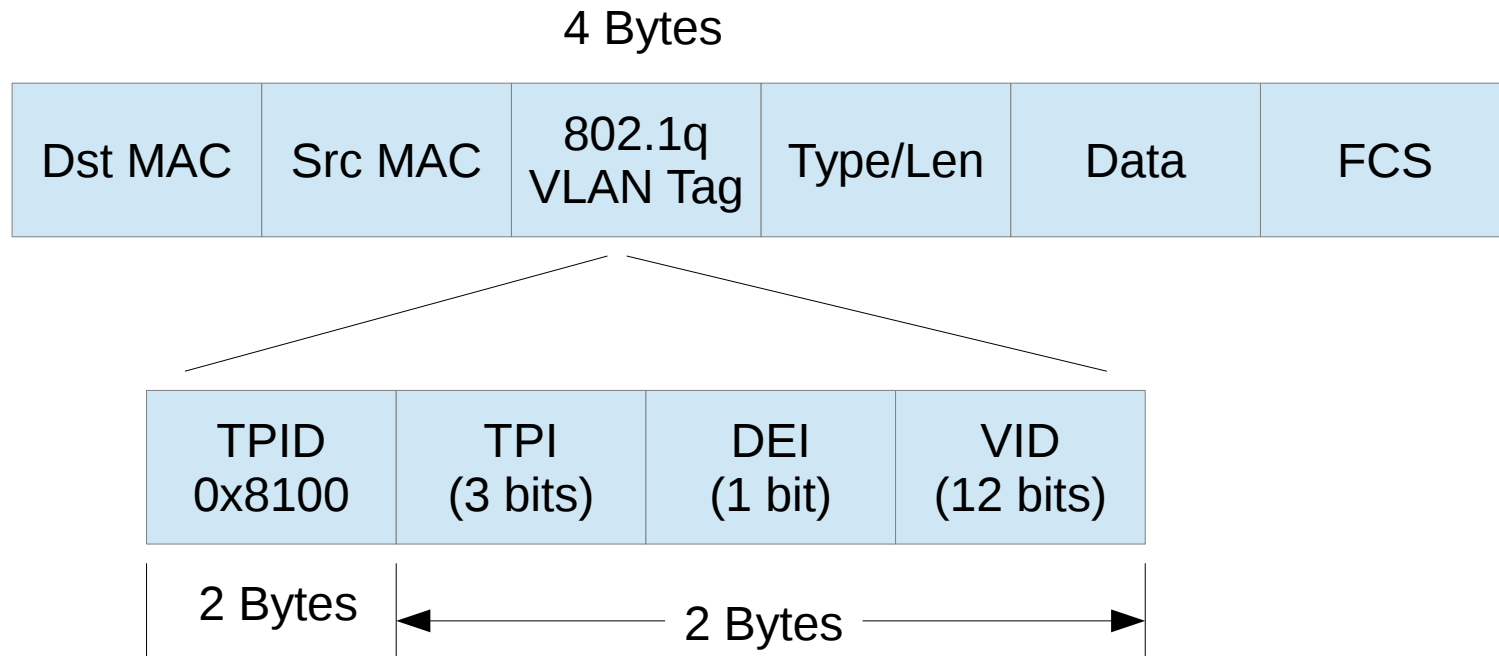 4 Bytes
Dst MAC
Src MAC
802.1q
VLAN Tag
Type/Len
Data
FCS
TPID
0x8100
TPI
(3 bits)
DEI
(1 bit)
VID
(12 bits)
2 Bytes
2 Bytes